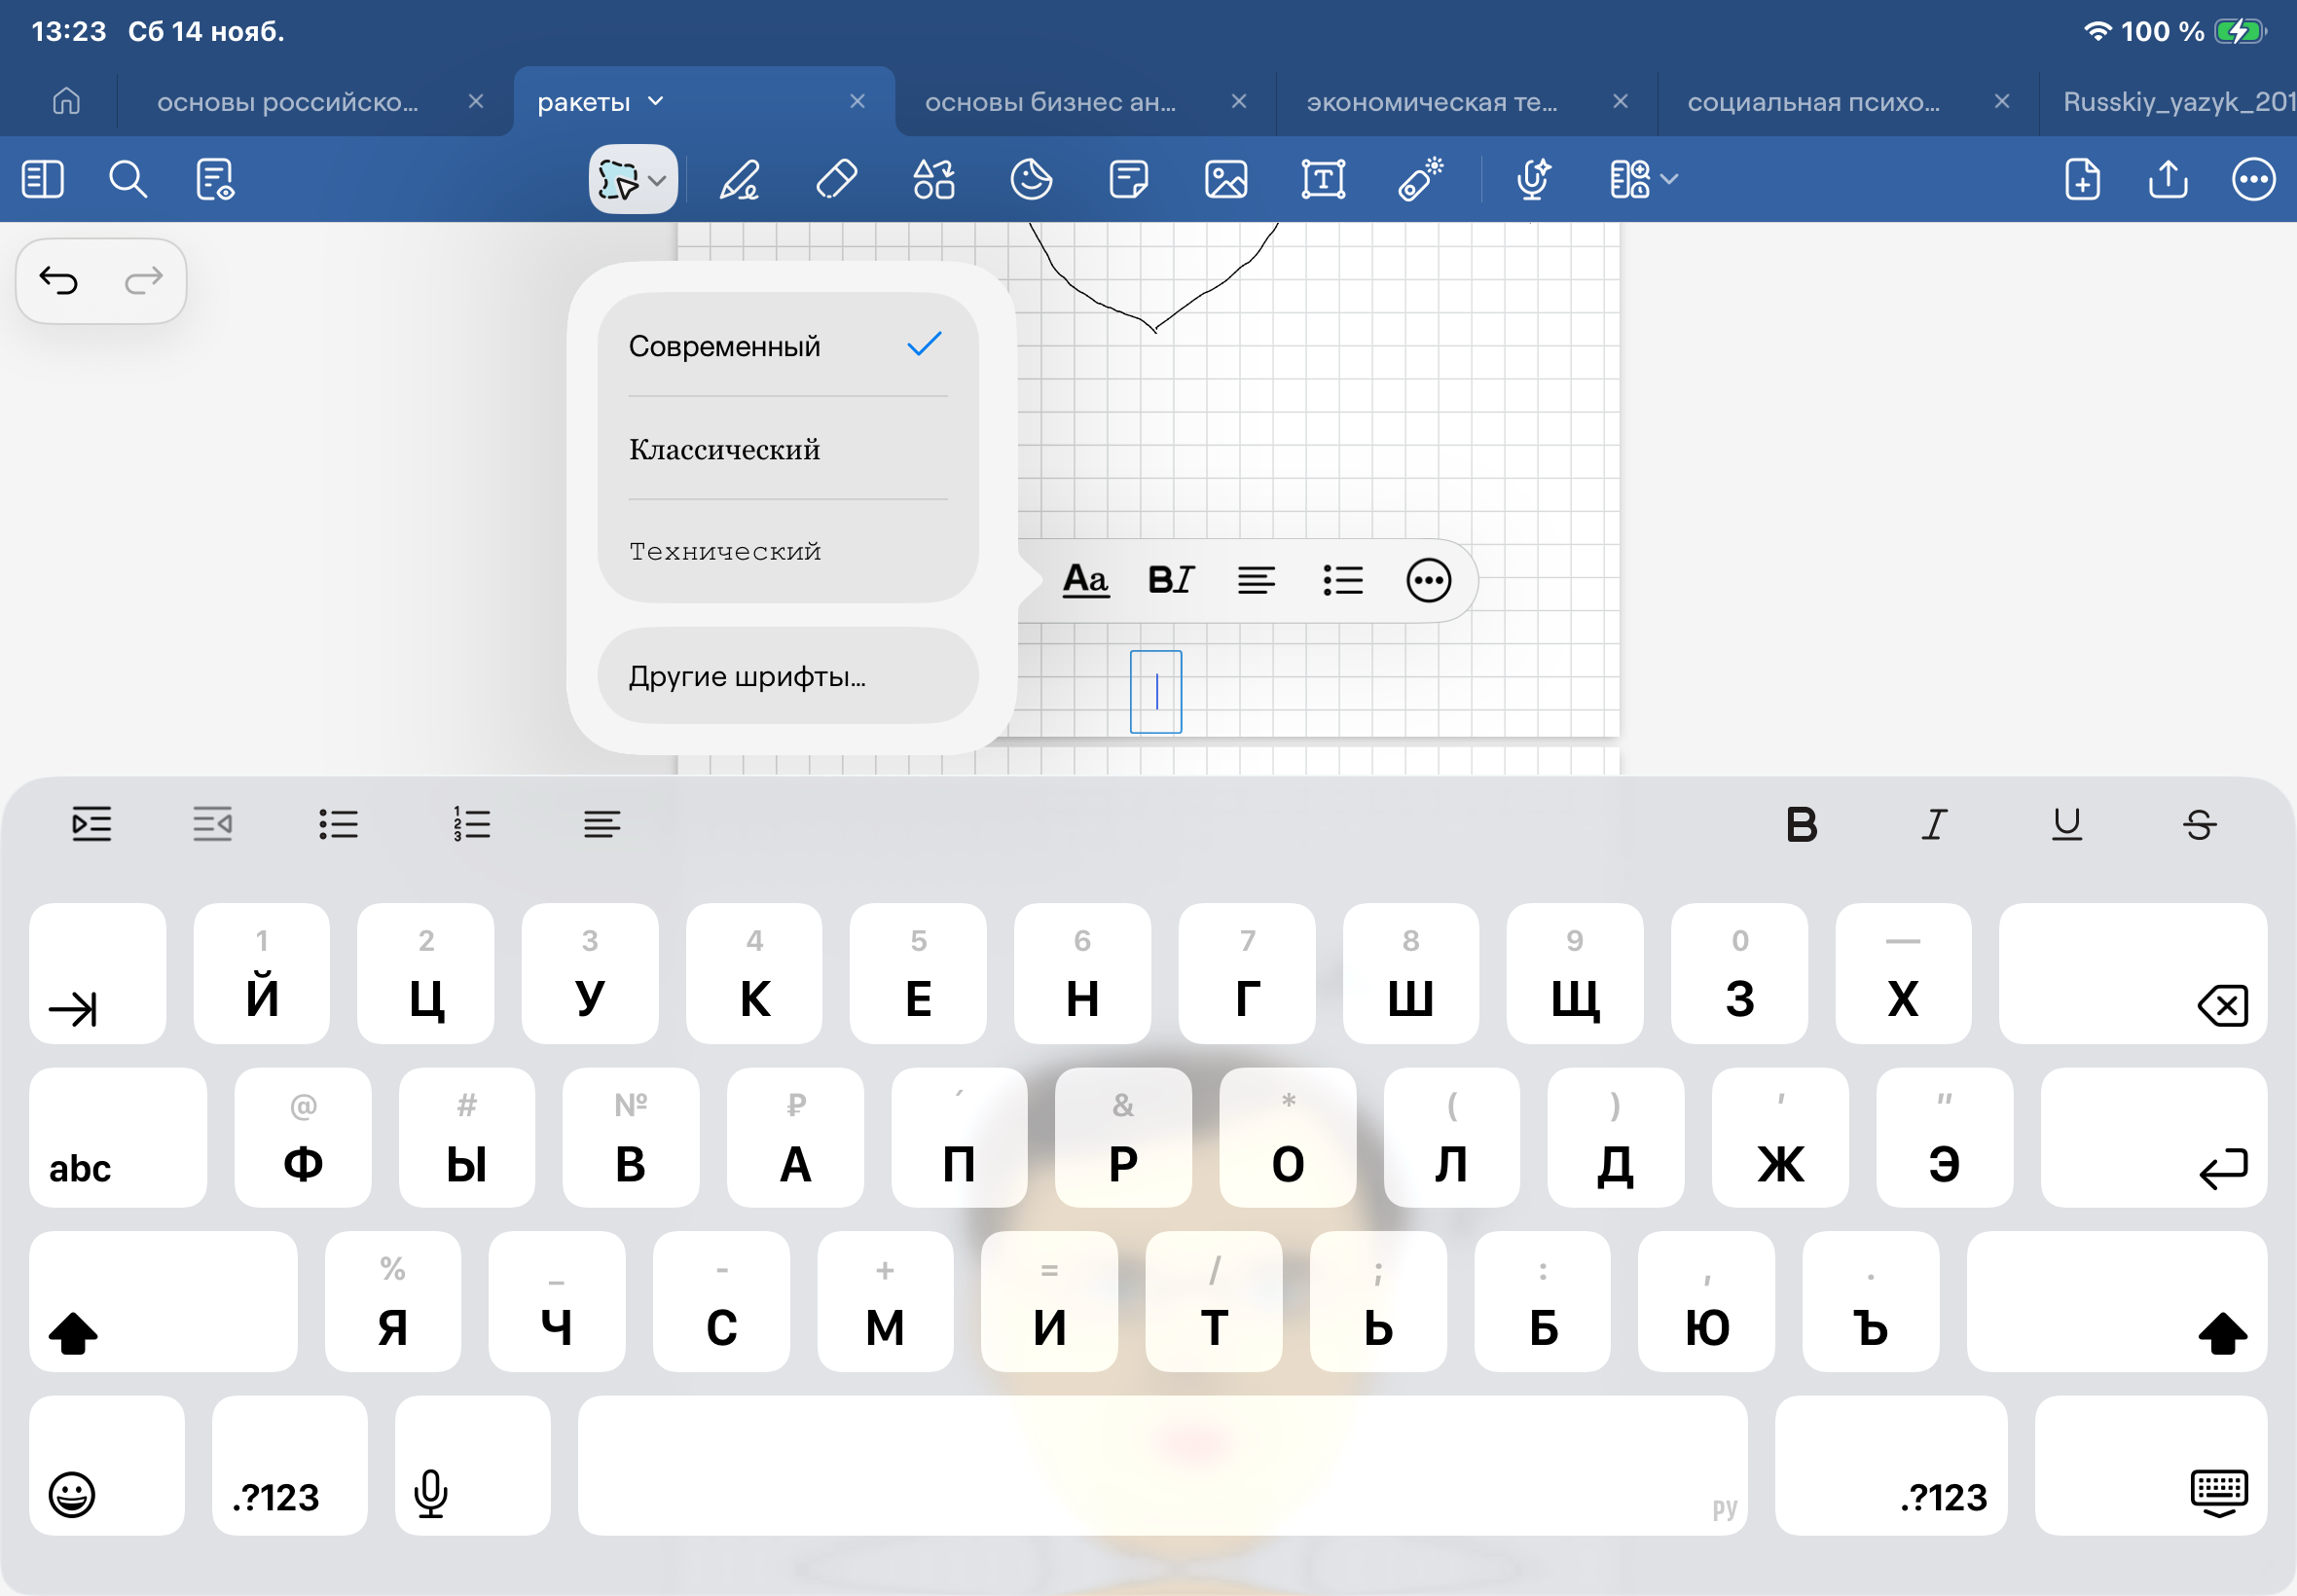 13:23 Сб 14 нояб. 100 %
основы российско... ракеты основы бизнес ан... экономическая те... социальная психо... Russkiy_yazyk_201
Современный
Классический
Технический
Aa BI
Другие шрифты...
B I U S
1 2 3 4 5 6 7 8 9 0 —
Й Ц У К Е Н Г Ш Щ З Х
@ # № ₽ ´ & * ( ) ' "
abc Ф Ы В А П Р О Л Д Ж Э
% _ - + = / ; : , .
Я Ч С М И Т Ь Б Ю Ъ
.?123 РУ .?123